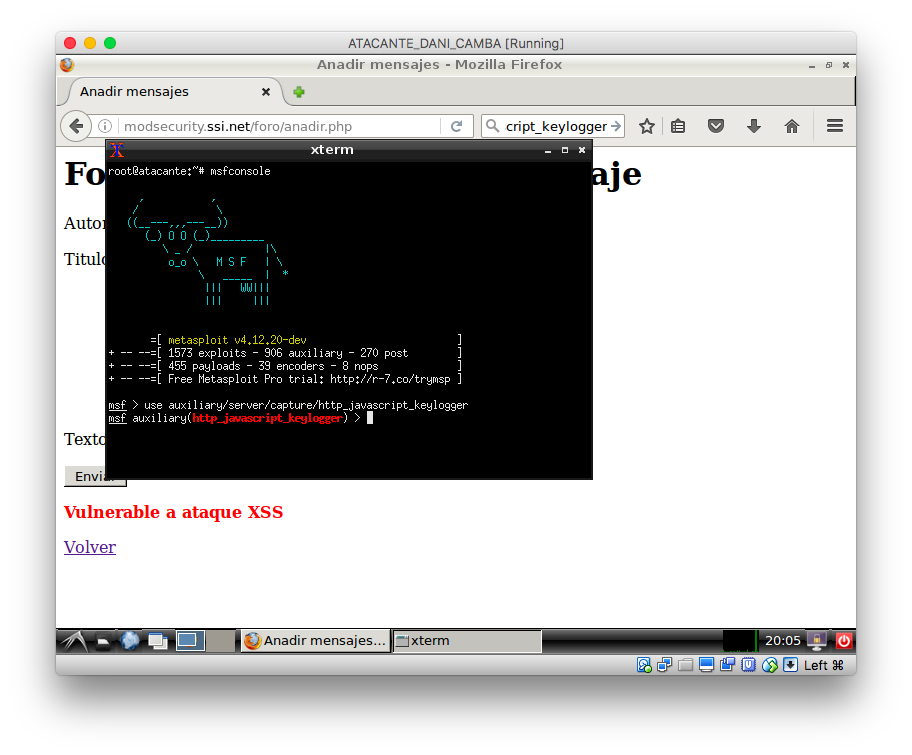 ATACANTE_DANI_CAMBA [Running]
Anadir mensajes - Mozilla Firefox
Anadir mensajes
modsecurity.ssi.net/foro/anadir.php
cript_keylogger
xterm
Fo
aje
root@atacante:~# msfconsole
Autor
Titulo
M S F
=[ metasploit v4.12.20-dev ]
+ -- --=[ 1573 exploits - 906 auxiliary - 270 post ]
+ -- --=[ 455 payloads - 39 encoders - 8 nops ]
+ -- --=[ Free Metasploit Pro trial: http://r-7.co/trymsp ]
msf > use auxiliary/server/capture/http_javascript_keylogger
msf auxiliary(http_javascript_keylogger) >
Texto
Enviar
Vulnerable a ataque XSS
Volver
Anadir mensajes...
xterm
20:05
Left ⌘